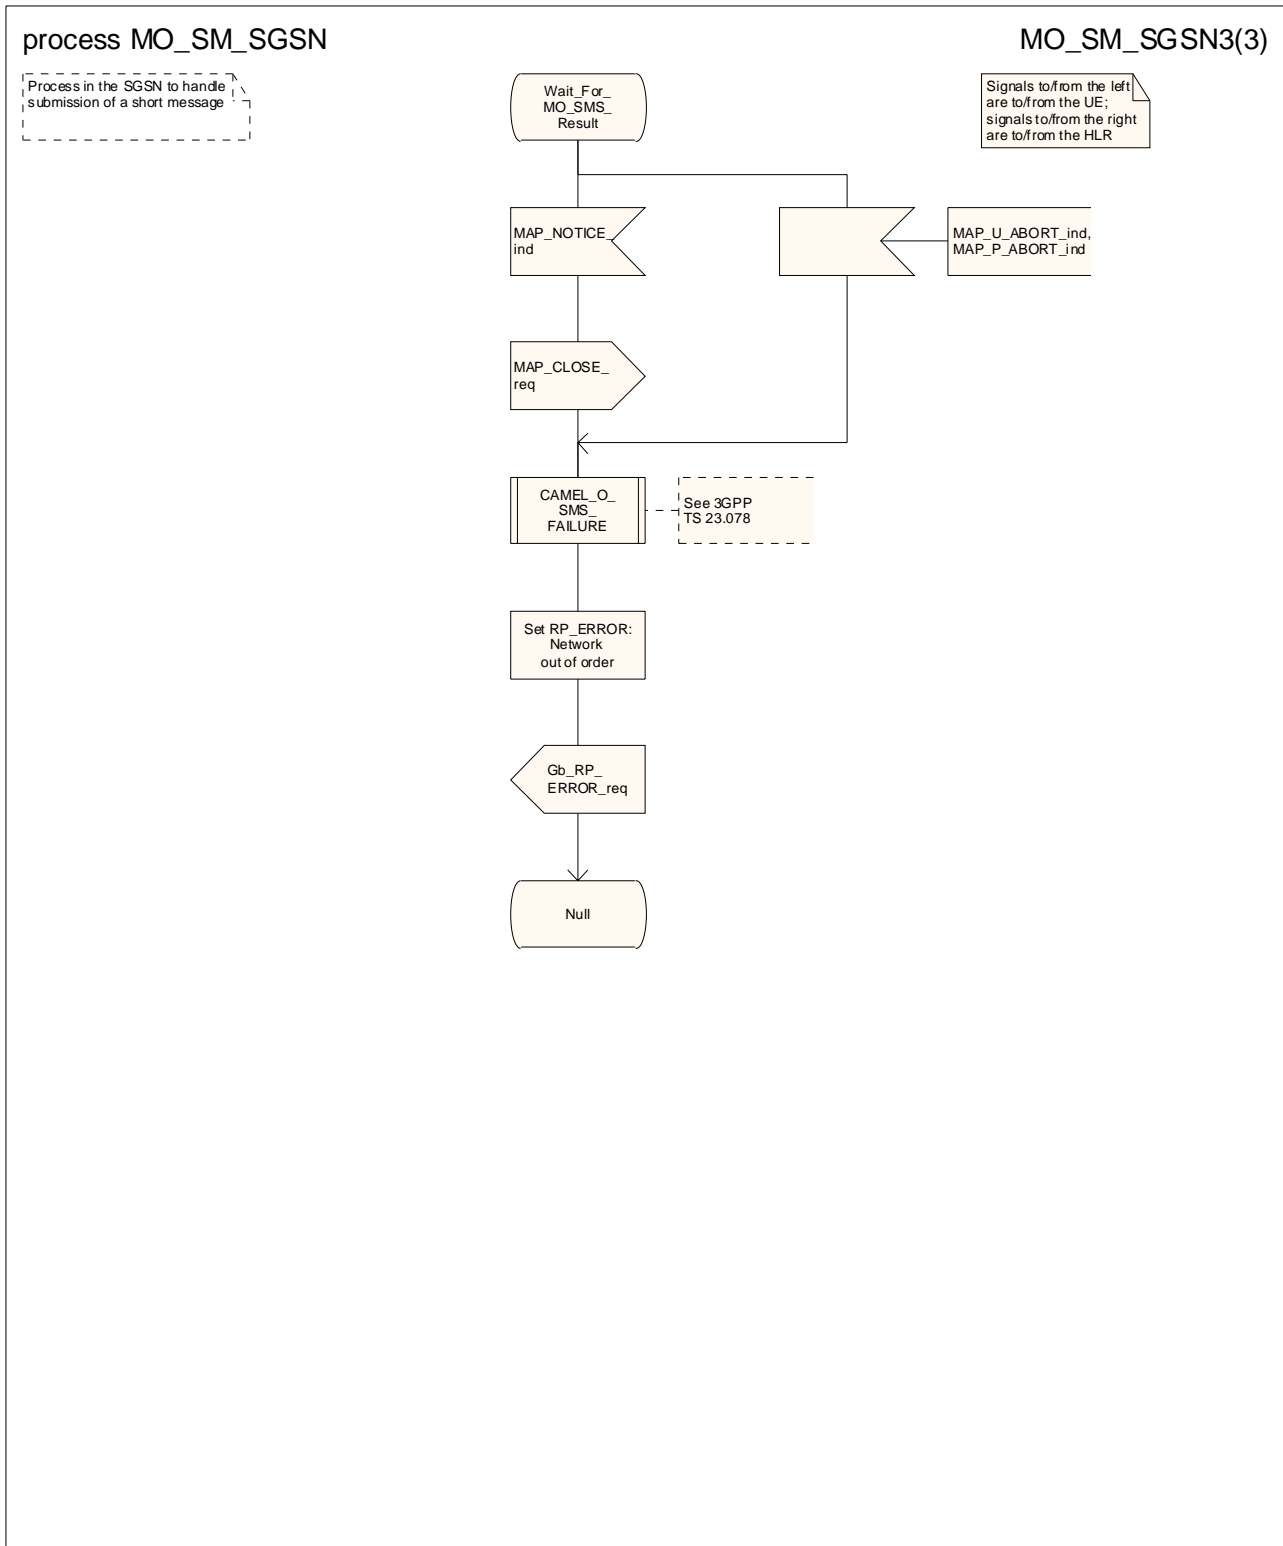 process MO_SM_SGSN
MO_SM_SGSN3(3)
Process in the SGSN to handle
submission of a short message
Wait_For_
MO_SMS_
Result
Signals to/from the left
are to/from the UE;
signals to/from the right
are to/from the HLR
MAP_NOTICE_
ind
MAP_U_ABORT_ind,
MAP_P_ABORT_ind
MAP_CLOSE_
req
CAMEL_O_
SMS_
FAILURE
See 3GPP
TS 23.078
Set RP_ERROR:
Network
out of order
Gb_RP_
ERROR_req
Null